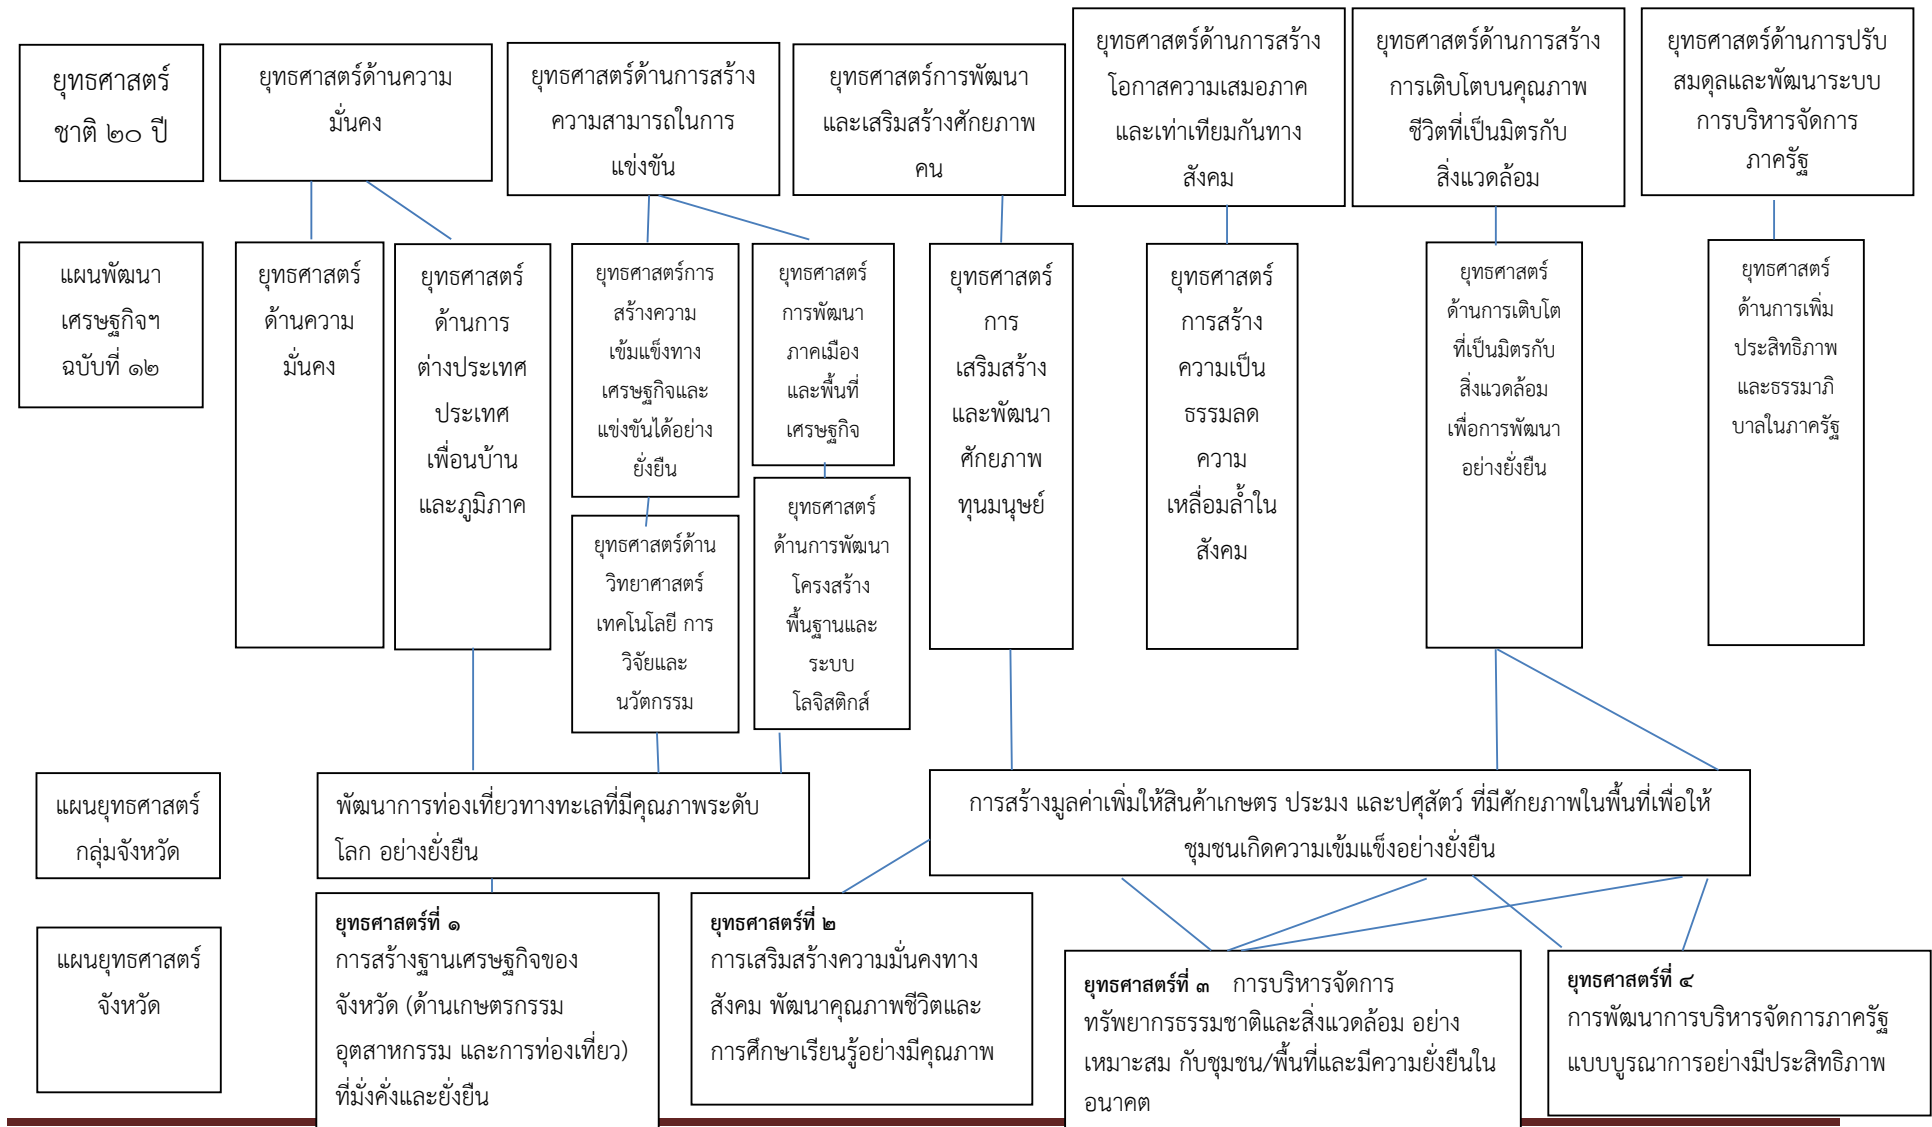 ยุทธศาสตร์
ชาติ ๒๐ ปี
ยุทธศาสตร์ด้านความ
มั่นคง
ยุทธศาสตร์ด้านการสร้าง
ความสามารถในการ
แข่งขัน
ยุทธศาสตร์การพัฒนา
และเสริมสร้างศักยภาพ
คน
ยุทธศาสตร์ด้านการสร้าง
โอกาสความเสมอภาค
และเท่าเทียมกันทาง
สังคม
ยุทธศาสตร์ด้านการสร้าง
การเติบโตบนคุณภาพ
ชีวิตที่เป็นมิตรกับ
สิ่งแวดล้อม
ยุทธศาสตร์ด้านการปรับ
สมดุลและพัฒนาระบบ
การบริหารจัดการ
ภาครัฐ
แผนพัฒนา
เศรษฐกิจฯ
ฉบับที่ ๑๒
ยุทธศาสตร์
ด้านความ
มั่นคง
ยุทธศาสตร์
ด้านการ
ต่างประเทศ
ประเทศ
เพื่อนบ้าน
และภูมิภาค
ยุทธศาสตร์การ
สร้างความ
เข้มแข็งทาง
เศรษฐกิจและ
แข่งขันได้อย่าง
ยั่งยืน
ยุทธศาสตร์
การพัฒนา
ภาคเมือง
และพื้นที่
เศรษฐกิจ
ยุทธศาสตร์
การ
เสริมสร้าง
และพัฒนา
ศักยภาพ
ทุนมนุษย์
ยุทธศาสตร์
การสร้าง
ความเป็น
ธรรมลด
ความ
เหลื่อมล้ำใน
สังคม
ยุทธศาสตร์
ด้านการเติบโต
ที่เป็นมิตรกับ
สิ่งแวดล้อม
เพื่อการพัฒนา
อย่างยั่งยืน
ยุทธศาสตร์
ด้านการเพิ่ม
ประสิทธิภาพ
และธรรมาภิ
บาลในภาครัฐ
ยุทธศาสตร์ด้าน
วิทยาศาสตร์
เทคโนโลยี การ
วิจัยและ
นวัตกรรม
ยุทธศาสตร์
ด้านการพัฒนา
โครงสร้าง
พื้นฐานและ
ระบบ
โลจิสติกส์
แผนยุทธศาสตร์
กลุ่มจังหวัด
พัฒนาการท่องเที่ยวทางทะเลที่มีคุณภาพระดับ
โลก อย่างยั่งยืน
การสร้างมูลค่าเพิ่มให้สินค้าเกษตร ประมง และปศุสัตว์ ที่มีศักยภาพในพื้นที่เพื่อให้
ชุมชนเกิดความเข้มแข็งอย่างยั่งยืน
แผนยุทธศาสตร์
จังหวัด
ยุทธศาสตร์ที่ ๑
การสร้างฐานเศรษฐกิจของ
จังหวัด (ด้านเกษตรกรรม
อุตสาหกรรม และการท่องเที่ยว)
ที่มั่งคั่งและยั่งยืน
ยุทธศาสตร์ที่ ๒
การเสริมสร้างความมั่นคงทาง
สังคม พัฒนาคุณภาพชีวิตและ
การศึกษาเรียนรู้อย่างมีคุณภาพ
ยุทธศาสตร์ที่ ๓ การบริหารจัดการ
ทรัพยากรธรรมชาติและสิ่งแวดล้อม อย่าง
เหมาะสม กับชุมชน/พื้นที่และมีความยั่งยืนใน
อนาคต
ยุทธศาสตร์ที่ ๔
การพัฒนาการบริหารจัดการภาครัฐ
แบบบูรณาการอย่างมีประสิทธิภาพ